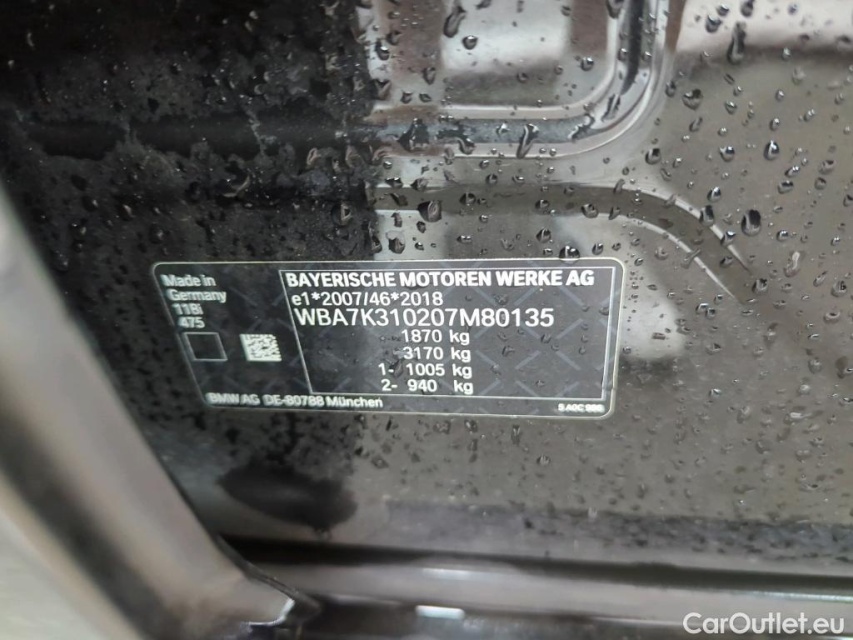 Made in
Germany
118i
475
BAYERISCHE MOTOREN WERKE AG
e1*2007/46*2018
WBA7K310207M80135
1870 kg
3170 kg
1- 1005 kg
2- 940 kg
BMW AG DE-80788 München
CarOutlet.eu